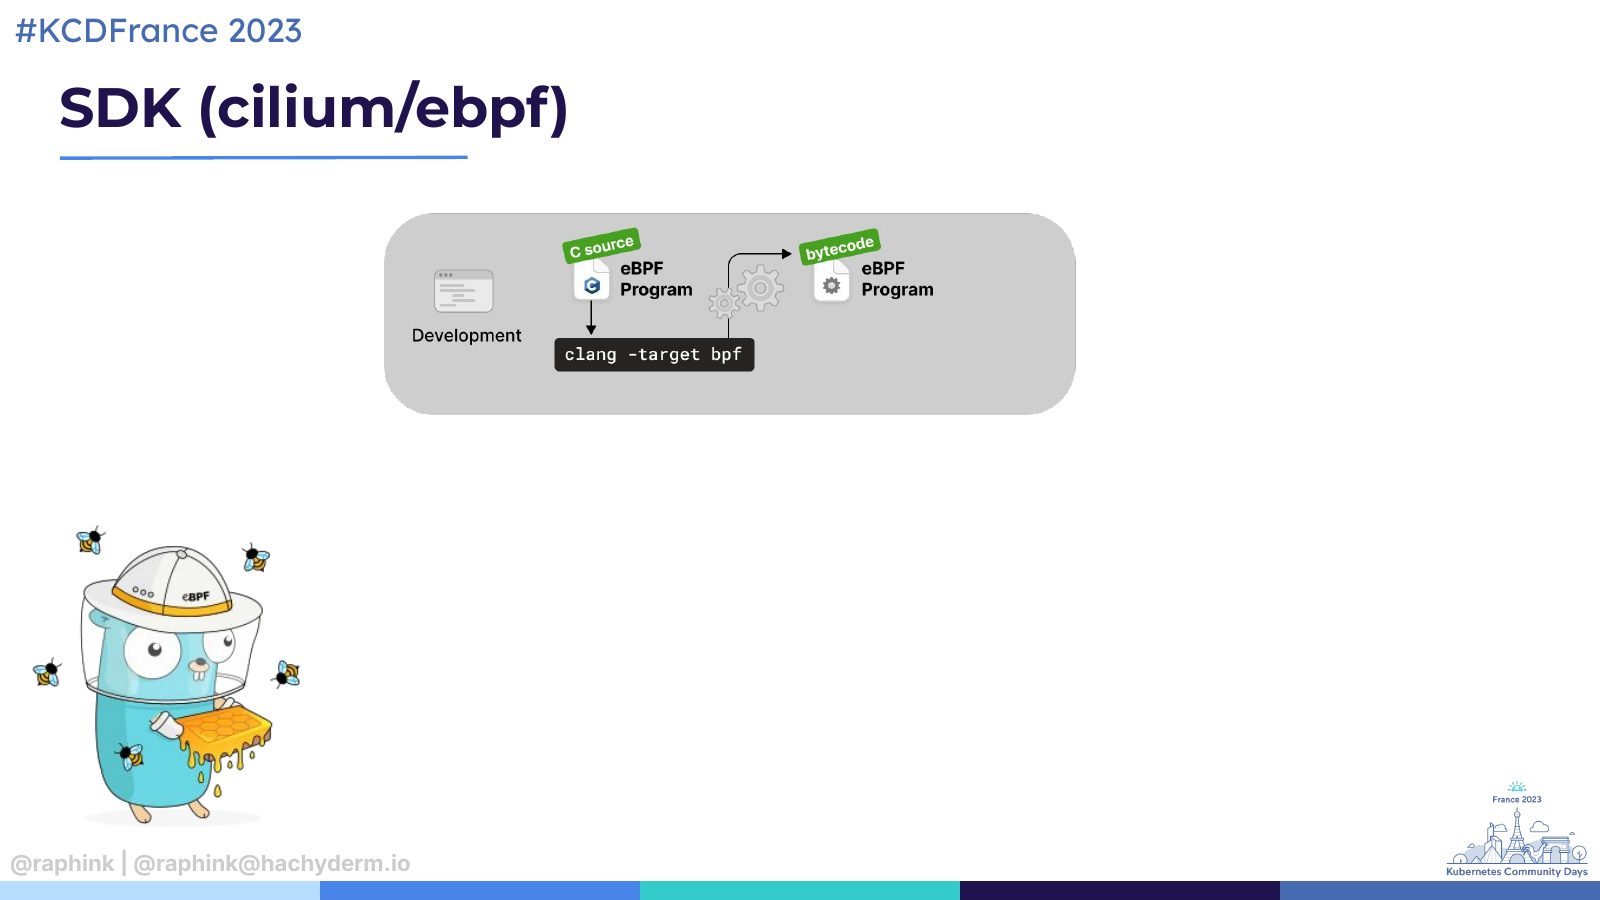 #KCDFrance 2023
SDK (cilium/ebpf)
C source
eBPF
Program
bytecode
eBPF
Program
Development
clang -target bpf
eBPF
France 2023
Kubernetes Community Days
@raphink | @raphink@hachyderm.io